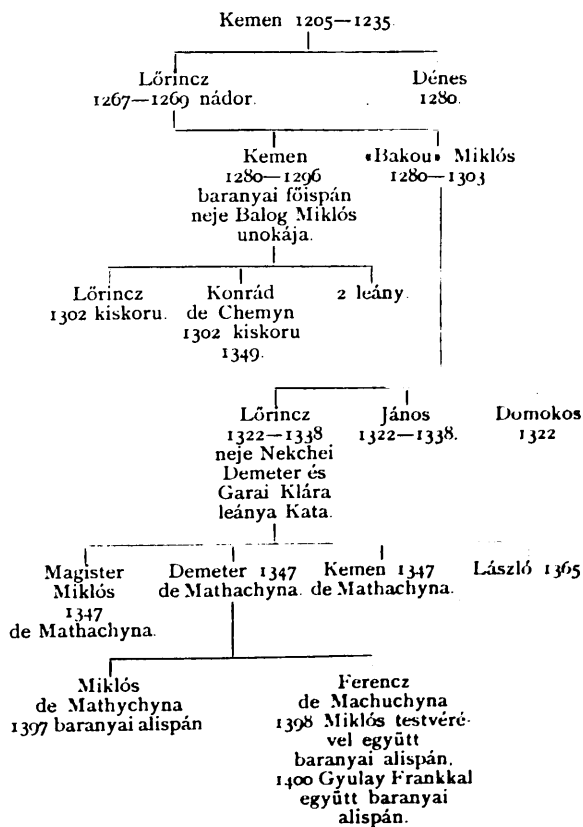 Kemen 1205—1235.
Lőrincz
1267—1269 nádor.
Dénes
1280.
Kemen
1280—1296
baranyai főispán
neje Balog Miklós
unokája.
«Bakou» Miklós
1280—1303
Lőrincz
1302 kiskoru.
Konrád
de Chemyn
1302 kiskoru
1349.
2 leány.
Lőrincz
1322—1338
neje Nekchei
Demeter és
Garai Klára
leánya Kata.
János
1322—1338.
Domokos
1322
Magister
Miklós
1347
de Mathachyna.
Demeter 1347
de Mathachyna.
Kemen 1347
de Mathachyna.
László 1365
Miklós
de Mathychyna
1397 baranyai alispán
Ferencz
de Machuchyna
1398 Miklós testvéré-
vel együtt
baranyai alispán.
1400 Gyulay Frankkal
együtt baranyai
alispán.